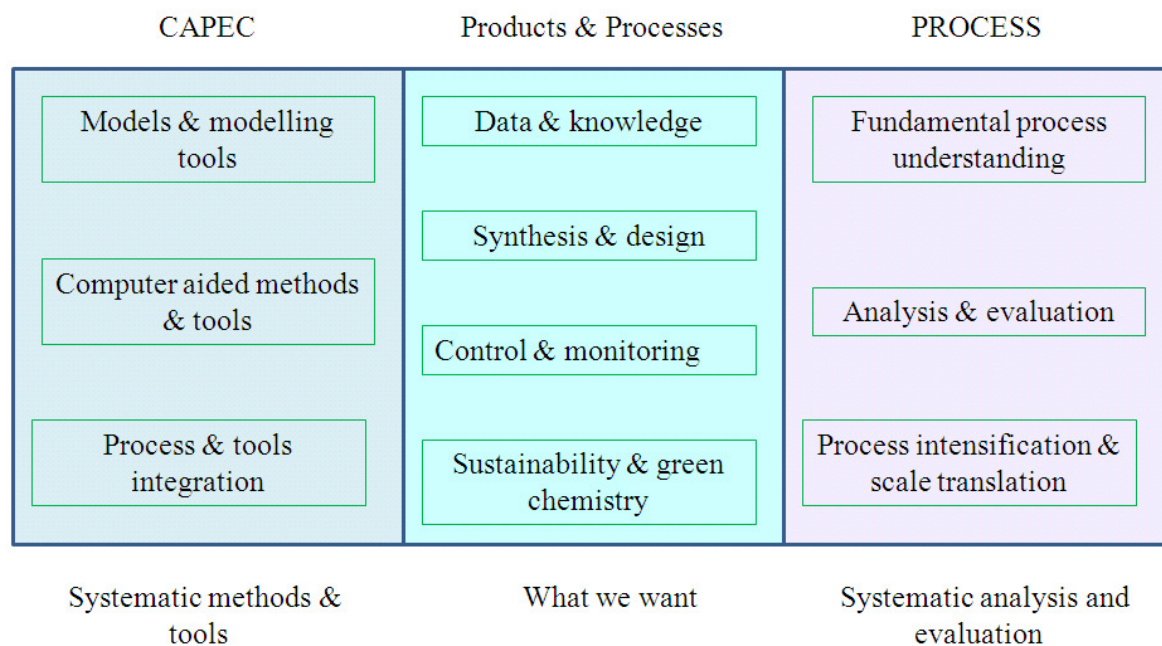 CAPEC
Products & Processes
PROCESS
Models & modelling
tools
Computer aided methods
& tools
Process & tools
integration
Data & knowledge
Synthesis & design
Control & monitoring
Sustainability & green
chemistry
Fundamental process
understanding
Analysis & evaluation
Process intensification &
scale translation
Systematic methods &
tools
What we want
Systematic analysis and
evaluation